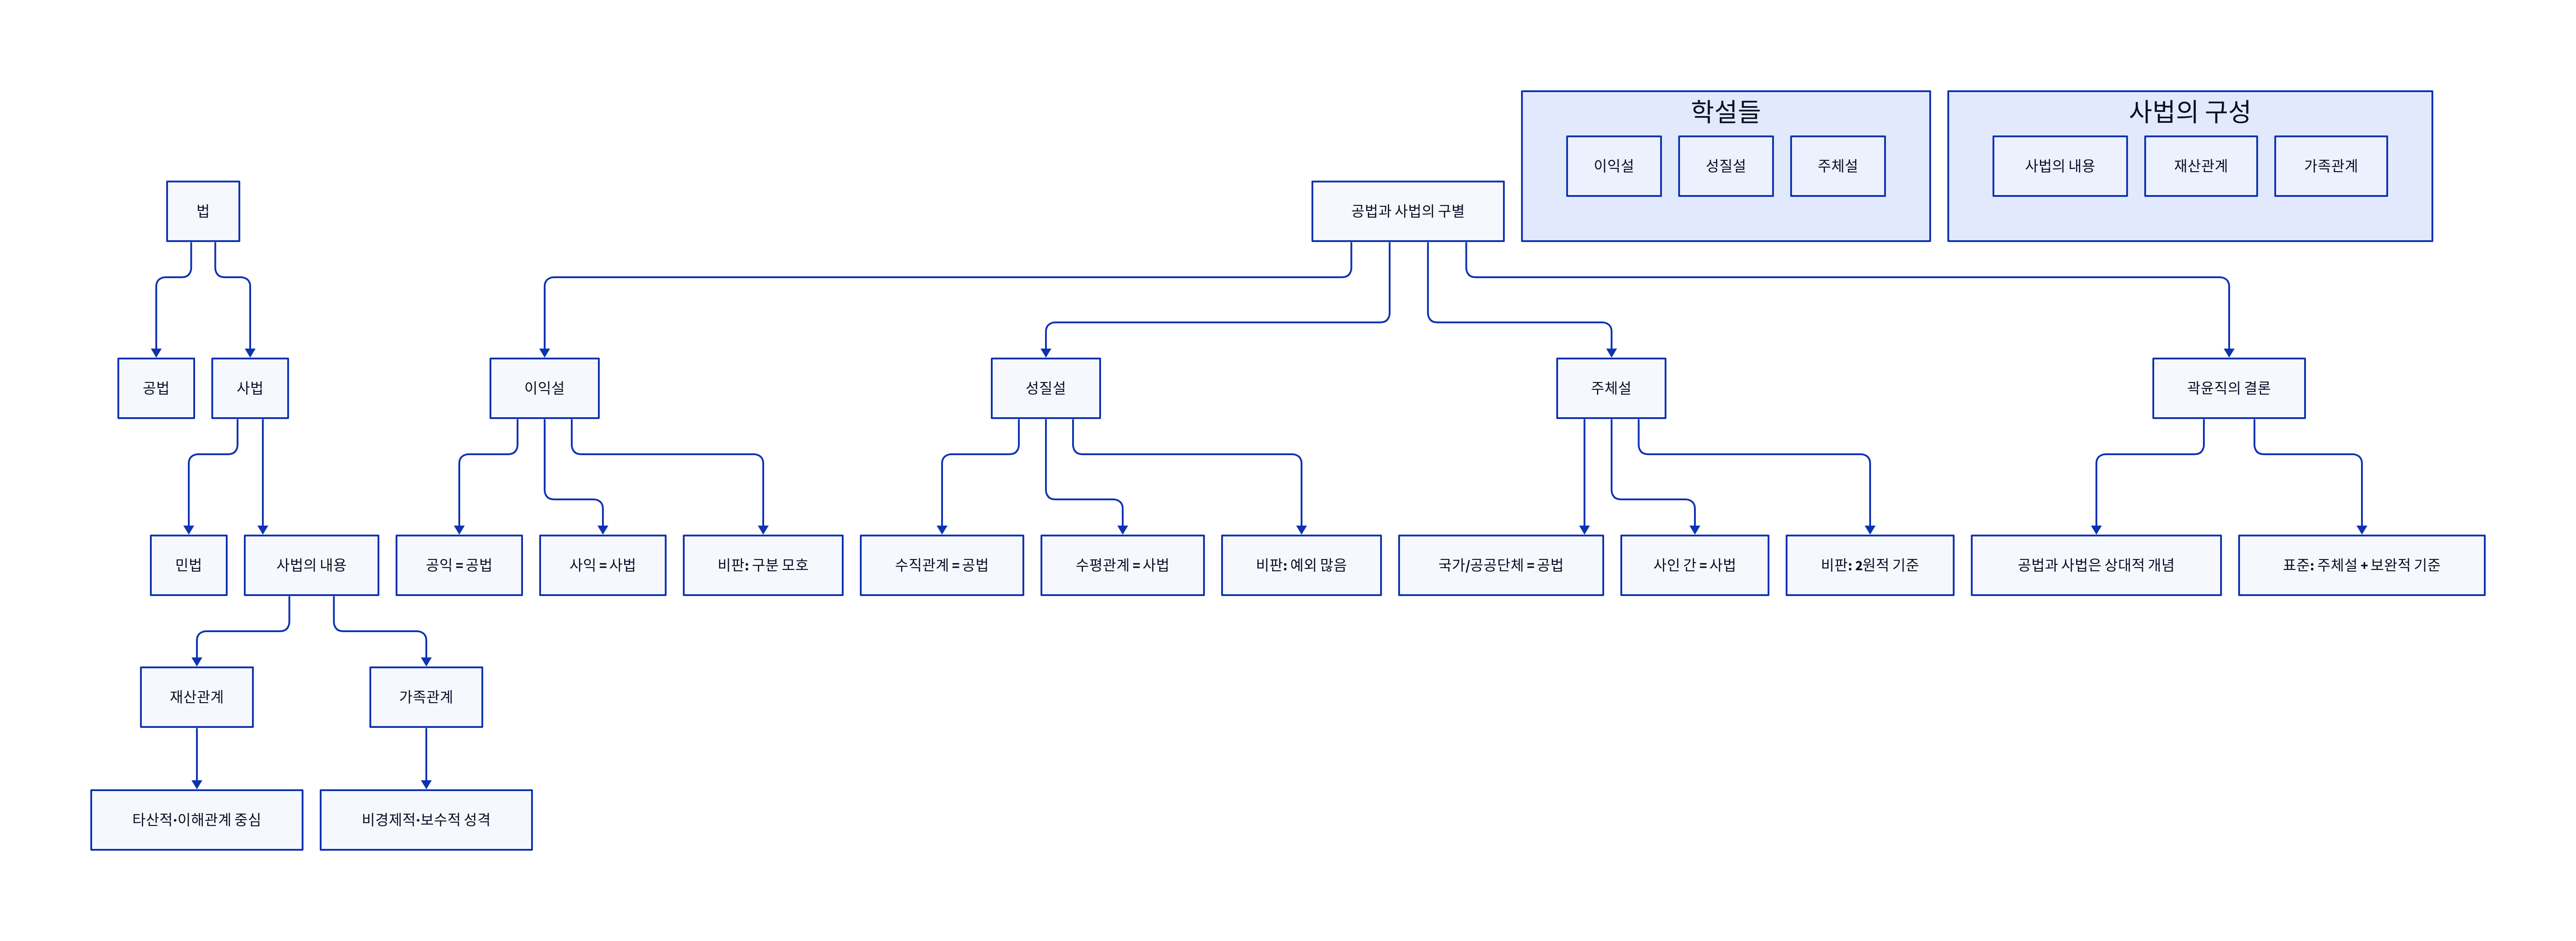 학설들
사법의 구성
이익설
성질설
주체설
사법의 내용
재산관계
가족관계
법
공법과 사법의 구별
공법
사법
이익설
성질설
주체설
곽윤직의 결론
민법
사법의 내용
공익 = 공법
사익 = 사법
비판: 구분 모호
수직관계 = 공법
수평관계 = 사법
비판: 예외 많음
국가/공공단체 = 공법
사인 간 = 사법
비판: 2원적 기준
공법과 사법은 상대적 개념
표준: 주체설 + 보완적 기준
재산관계
가족관계
타산적·이해관계 중심
비경제적·보수적 성격